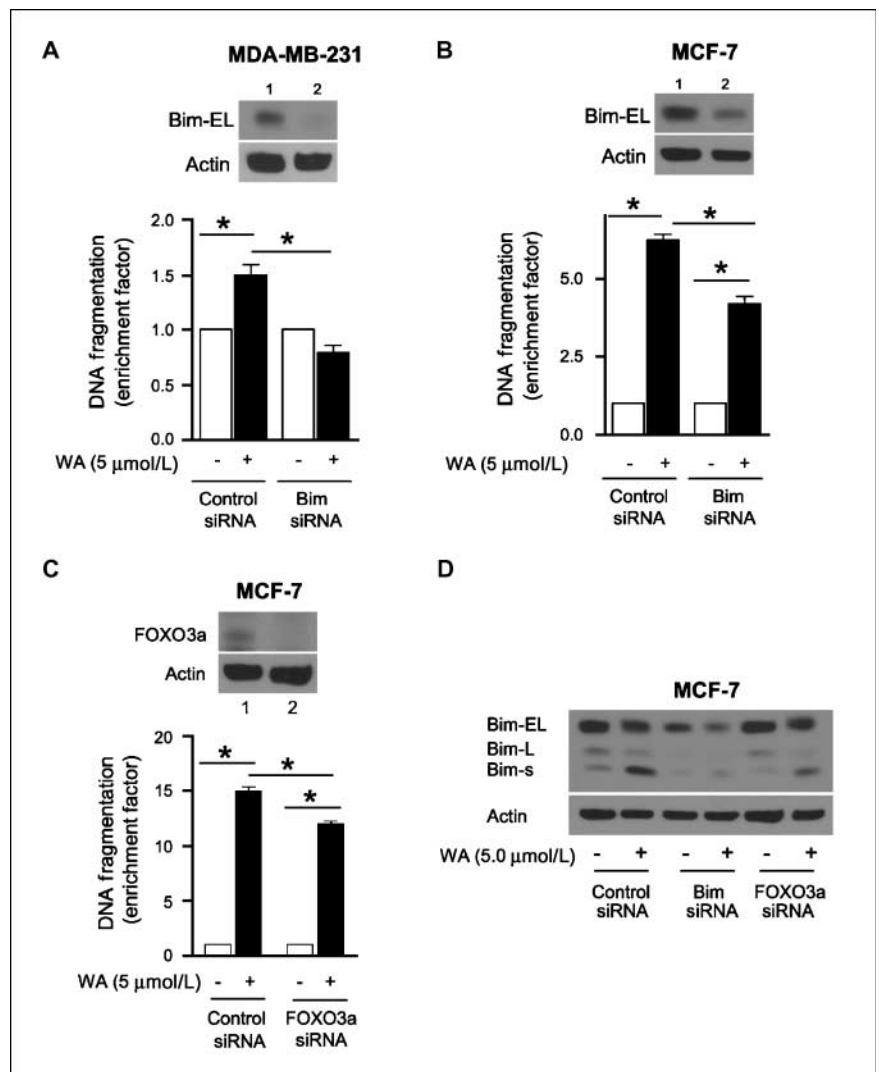 A
MDA-MB-231
1 2
Bim-EL
Actin
DNA fragmentation
(enrichment factor)
2.0
1.5
1.0
0.5
0.0
* *
WA (5 μmol/L) - + - +
Control siRNA
Bim siRNA
B
MCF-7
1 2
Bim-EL
Actin
DNA fragmentation
(enrichment factor)
5.0
2.5
0.0
* * *
WA (5 μmol/L) - + - +
Control siRNA
Bim siRNA
C
MCF-7
FOXO3a
Actin
1 2
DNA fragmentation
(enrichment factor)
20
15
10
5
0
* * *
WA (5 μmol/L) - + - +
Control siRNA
FOXO3a siRNA
D
MCF-7
Bim-EL
Bim-L
Bim-s
Actin
WA (5.0 μmol/L) - + - + - +
Control siRNA
Bim siRNA
FOXO3a siRNA